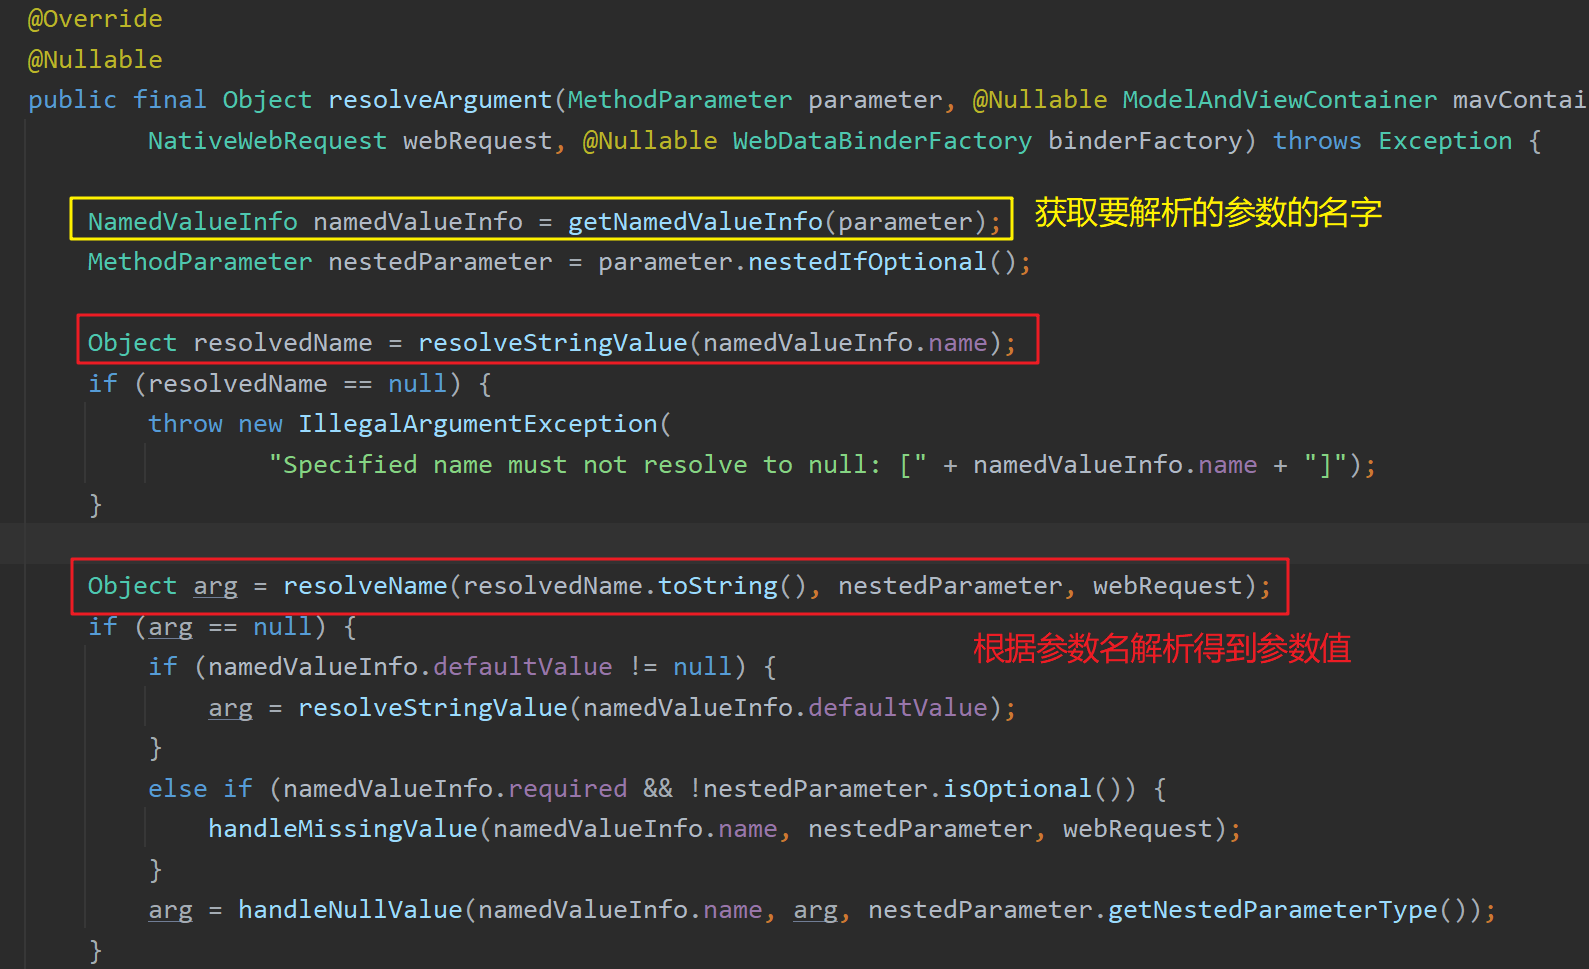 @Override
@Nullable
public final Object resolveArgument(MethodParameter parameter, @Nullable ModelAndViewContainer mavContai
NativeWebRequest webRequest, @Nullable WebDataBinderFactory binderFactory) throws Exception {
NamedValueInfo namedValueInfo = getNamedValueInfo(parameter); 获取要解析的参数的名字
MethodParameter nestedParameter = parameter.nestedIfOptional();
Object resolvedName = resolveStringValue(namedValueInfo.name);
if (resolvedName == null) {
throw new IllegalArgumentException(
"Specified name must not resolve to null: [" + namedValueInfo.name + "]");
}
Object arg = resolveName(resolvedName.toString(), nestedParameter, webRequest);
if (arg == null) {
根据参数名解析得到参数值
if (namedValueInfo.defaultValue != null) {
arg = resolveStringValue(namedValueInfo.defaultValue);
}
else if (namedValueInfo.required && !nestedParameter.isOptional()) {
handleMissingValue(namedValueInfo.name, nestedParameter, webRequest);
}
arg = handleNullValue(namedValueInfo.name, arg, nestedParameter.getNestedParameterType());
}